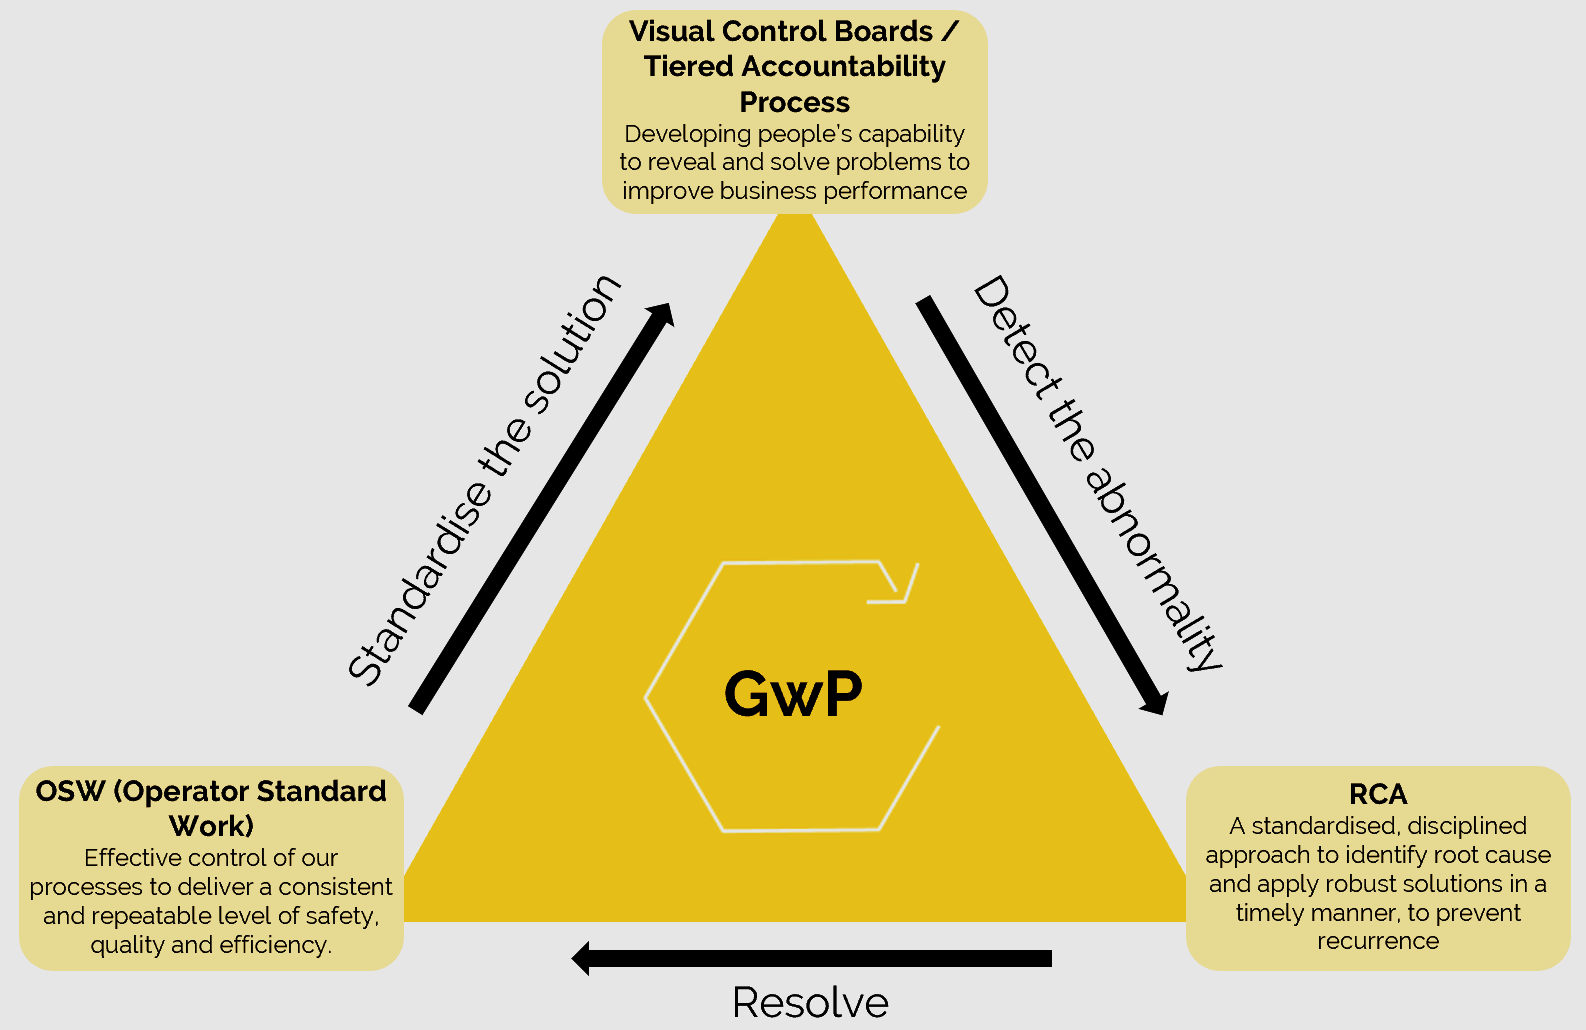 Visual Control Boards /
Tiered Accountability
Process
Developing people's capability
to reveal and solve problems to
improve business performance
Standardise the solution
Detect the abnormality
GwP
OSW (Operator Standard
Work)
Effective control of our
processes to deliver a consistent
and repeatable level of safety,
quality and efficiency.
RCA
A standardised, disciplined
approach to identify root cause
and apply robust solutions in a
timely manner, to prevent
recurrence
Resolve